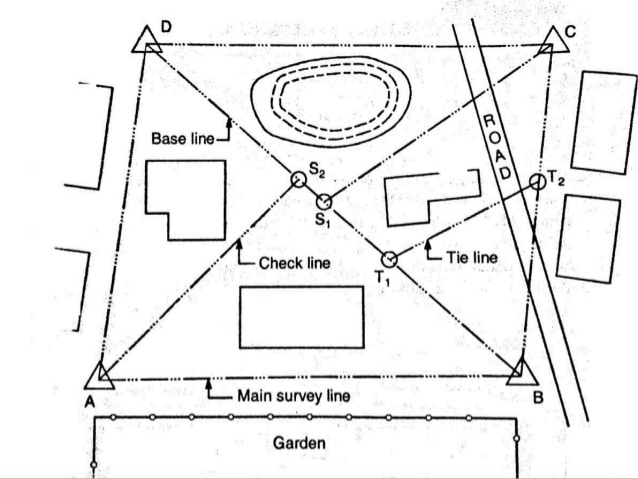 D
C
ROAD
Base line
S₂
S₁
T₂
Check line
Tie line
T₁
Main survey line
A
B
Garden